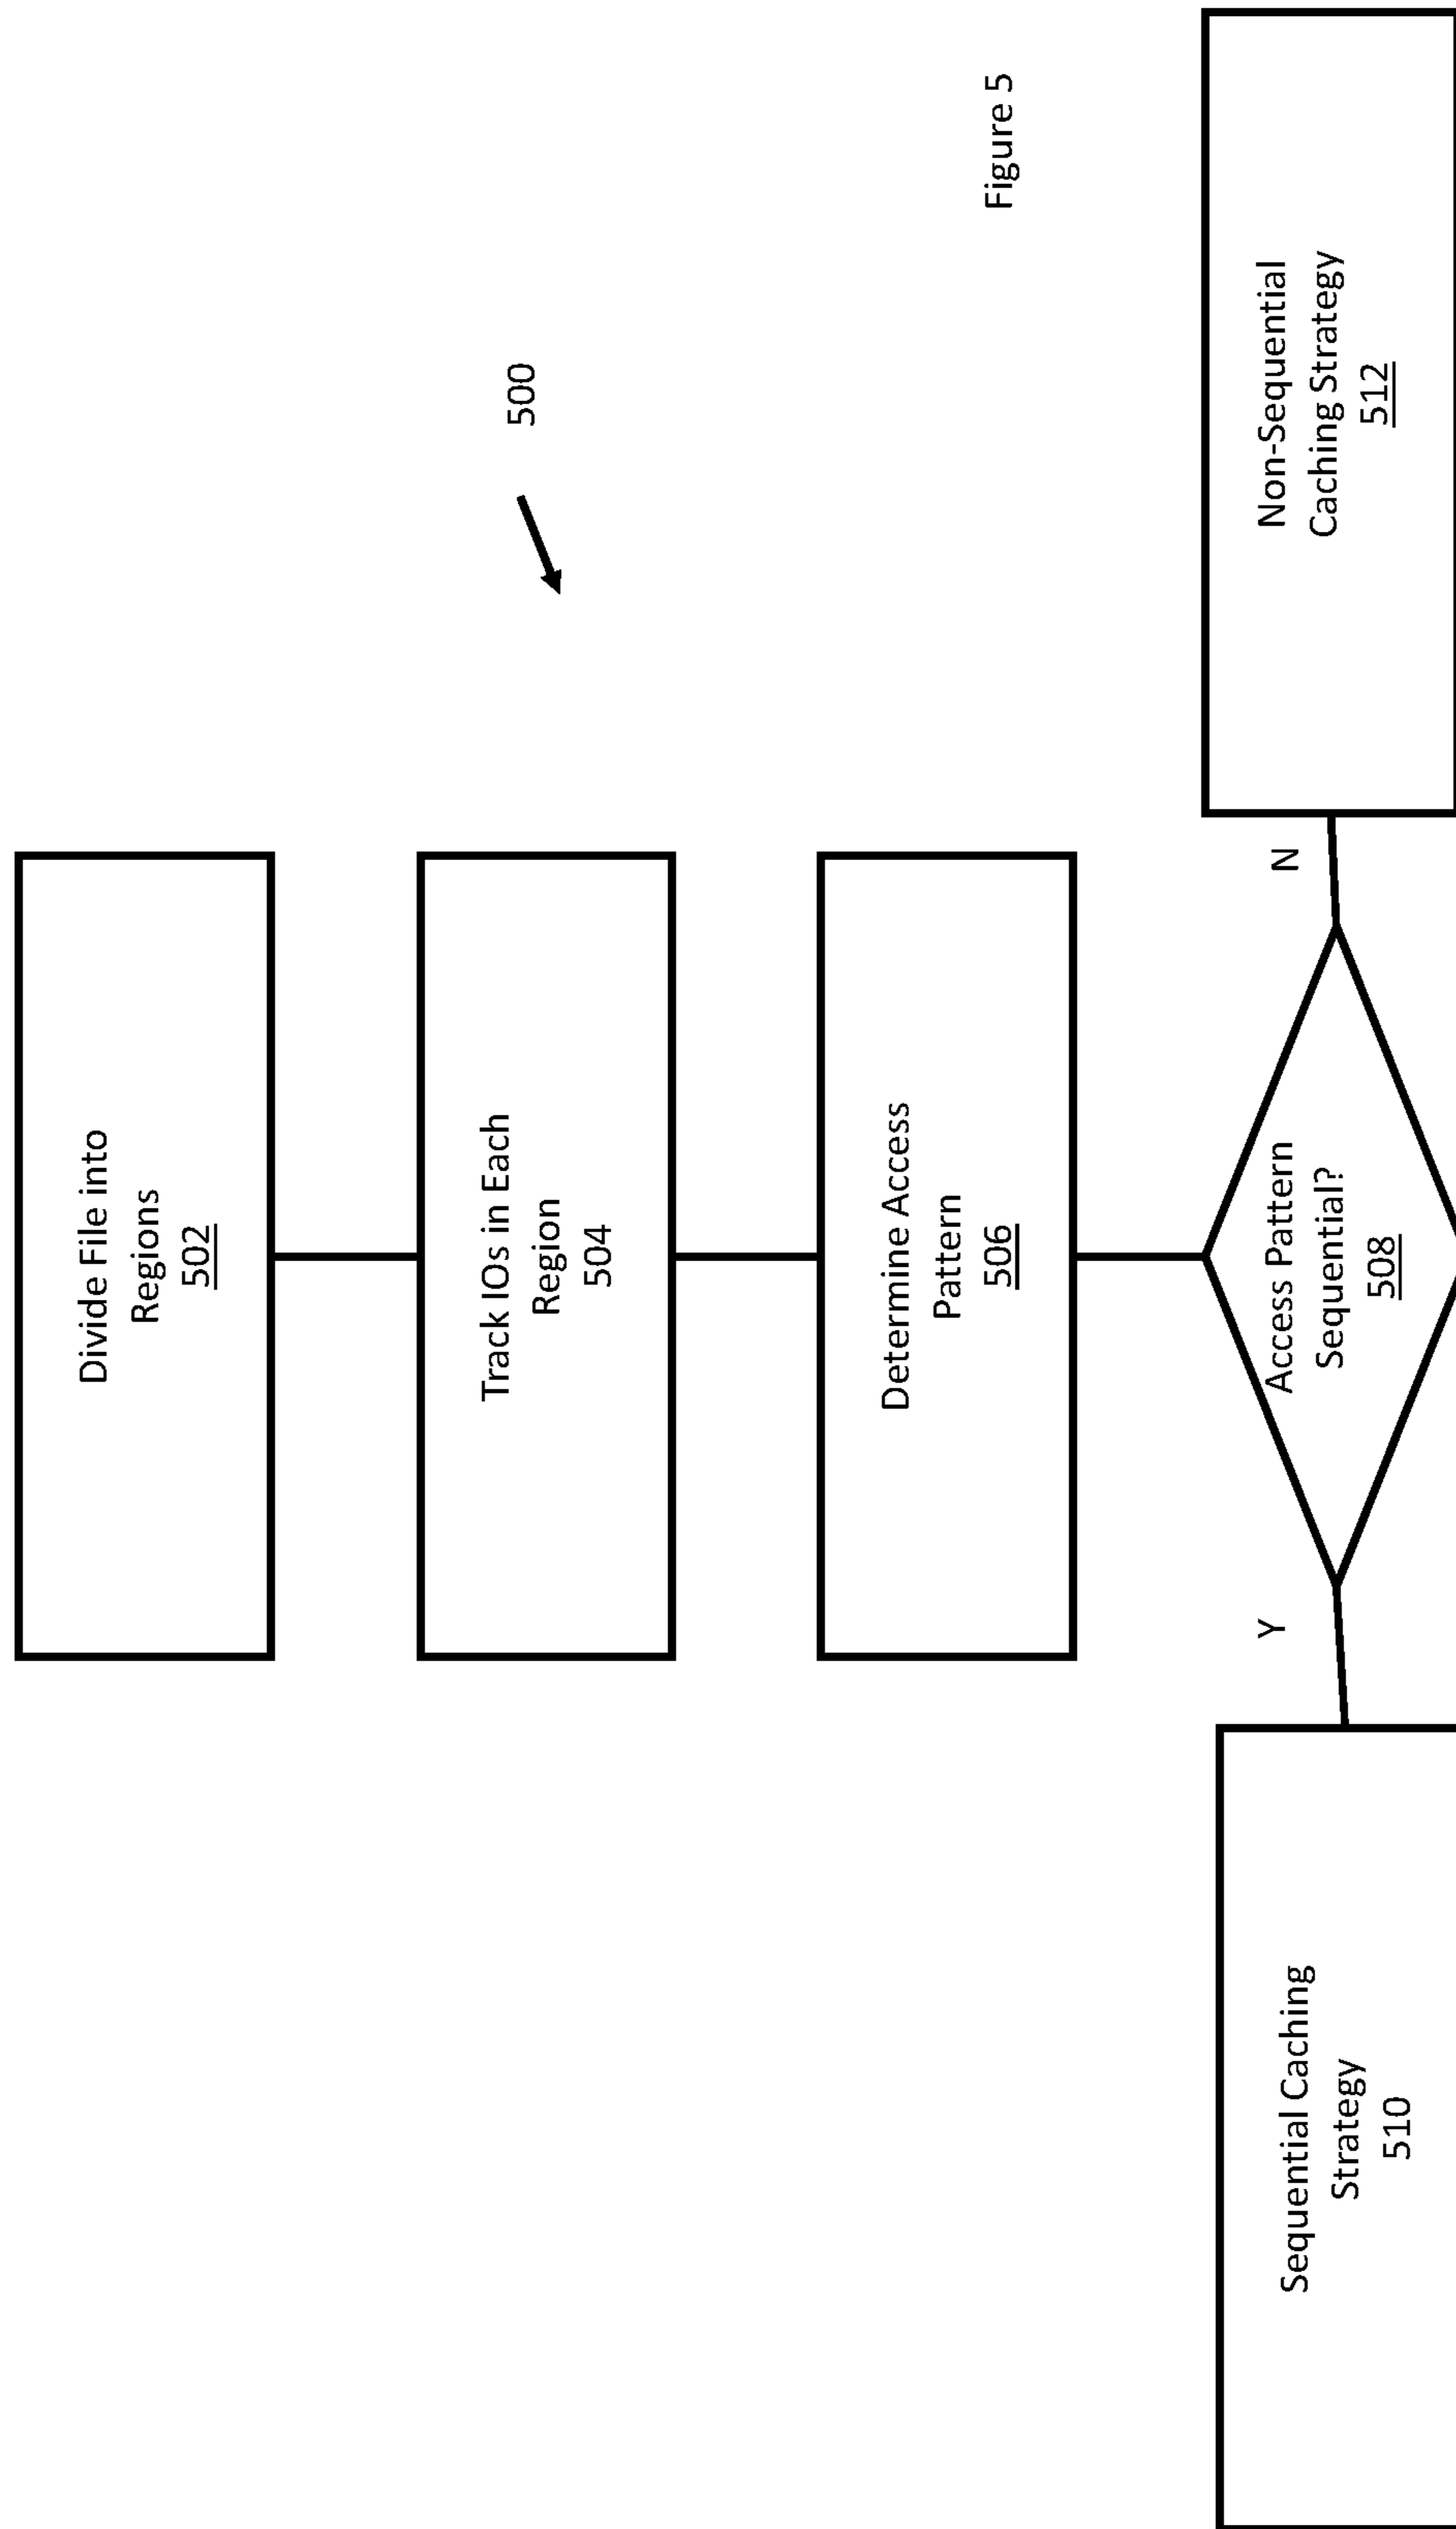 Divide File into
Regions
502
Track IOs in Each
Region
504
500
Determine Access
Pattern
506
Figure 5
Access Pattern
Sequential?
508
Y
N
Sequential Caching
Strategy
510
Non-Sequential
Caching Strategy
512